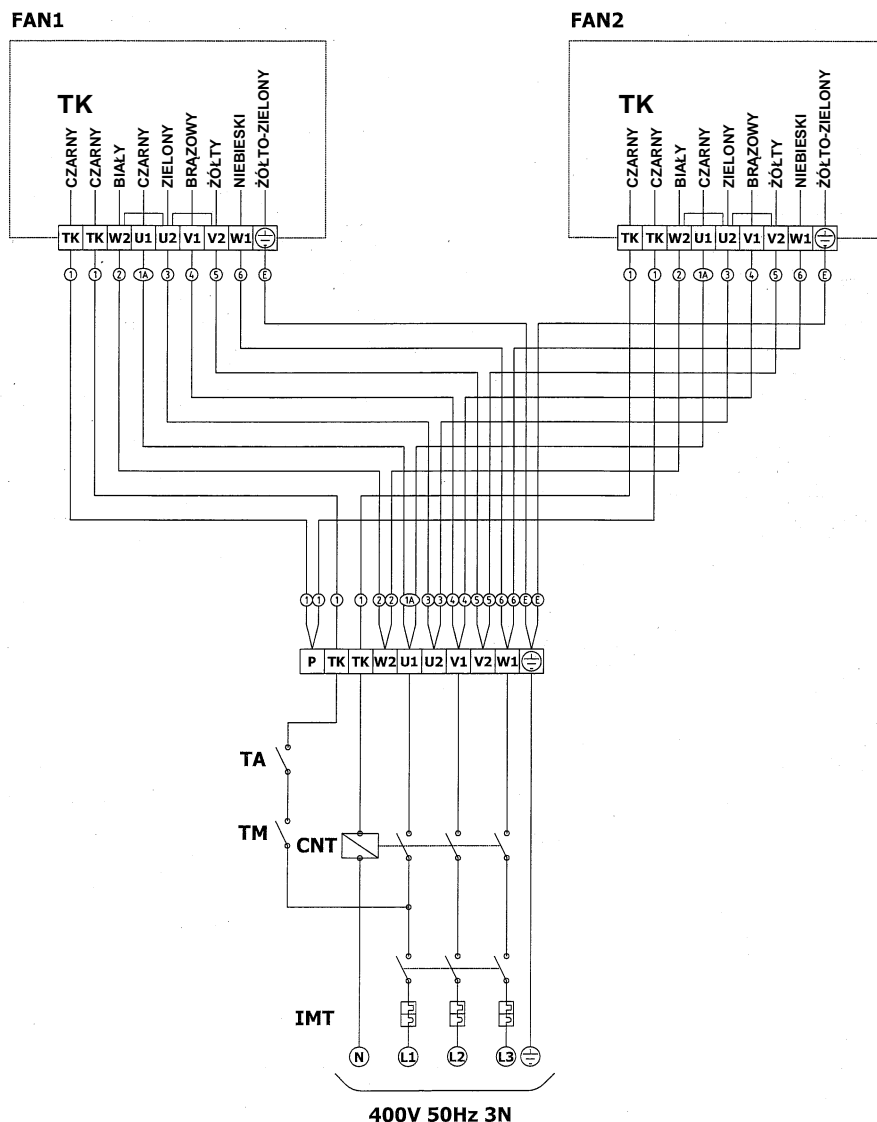 FAN1 FAN2
TK TK
CZARNY CZARNY BIAŁY CZARNY ZIELONY BRĄZOWY ŻÓŁTY NIEBIESKI ŻÓŁTO-ZIELONY
CZARNY CZARNY BIAŁY CZARNY ZIELONY BRĄZOWY ŻÓŁTY NIEBIESKI ŻÓŁTO-ZIELONY
TK TK W2 U1 U2 V1 V2 W1
TK TK W2 U1 U2 V1 V2 W1
1 1 2 1A 3 4 5 6 E
1 1 2 1A 3 4 5 6 E
1 1 1 1 2 2 1A 3 3 4 4 5 5 6 6 E E
P TK TK W2 U1 U2 V1 V2 W1
TA
TM CNT
IMT
N L1 L2 L3
400V 50Hz 3N